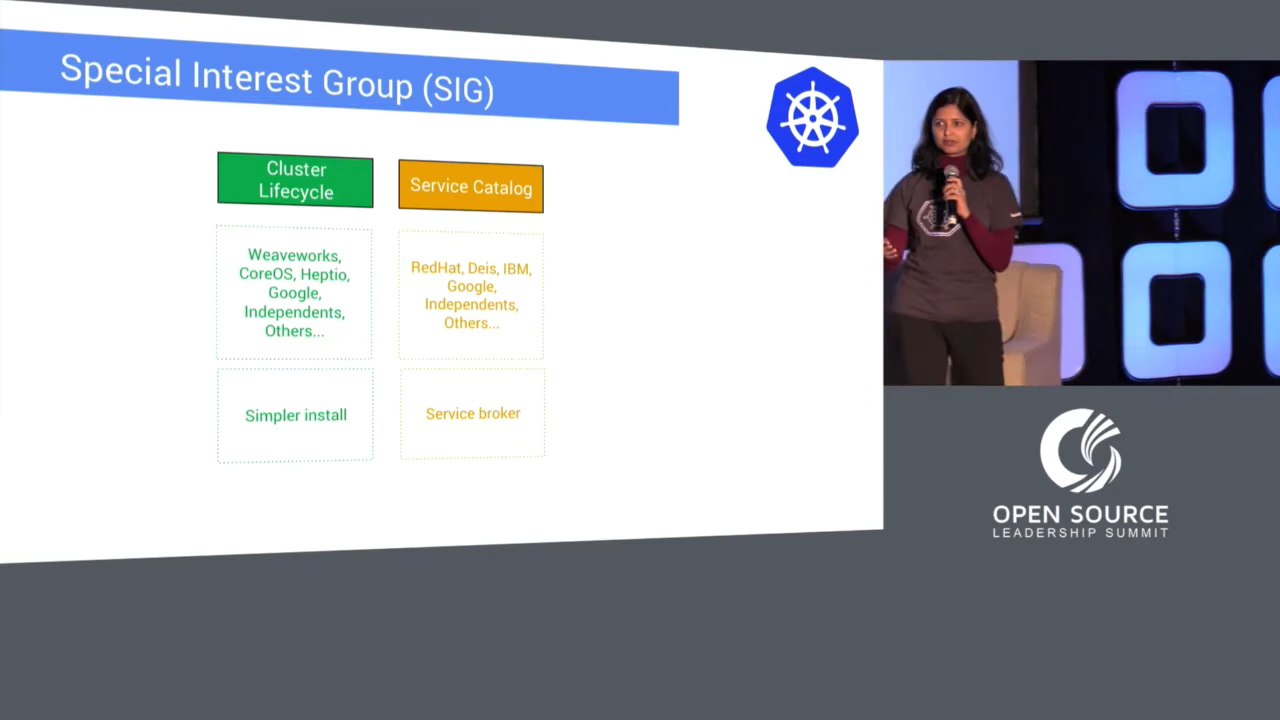 Special Interest Group (SIG)
Cluster
Lifecycle
Service Catalog
Weaveworks,
CoreOS, Heptio,
Google,
Independents,
Others...
RedHat, Deis, IBM,
Google,
Independents,
Others...
Simpler install
Service broker
OPEN SOURCE
LEADERSHIP SUMMIT